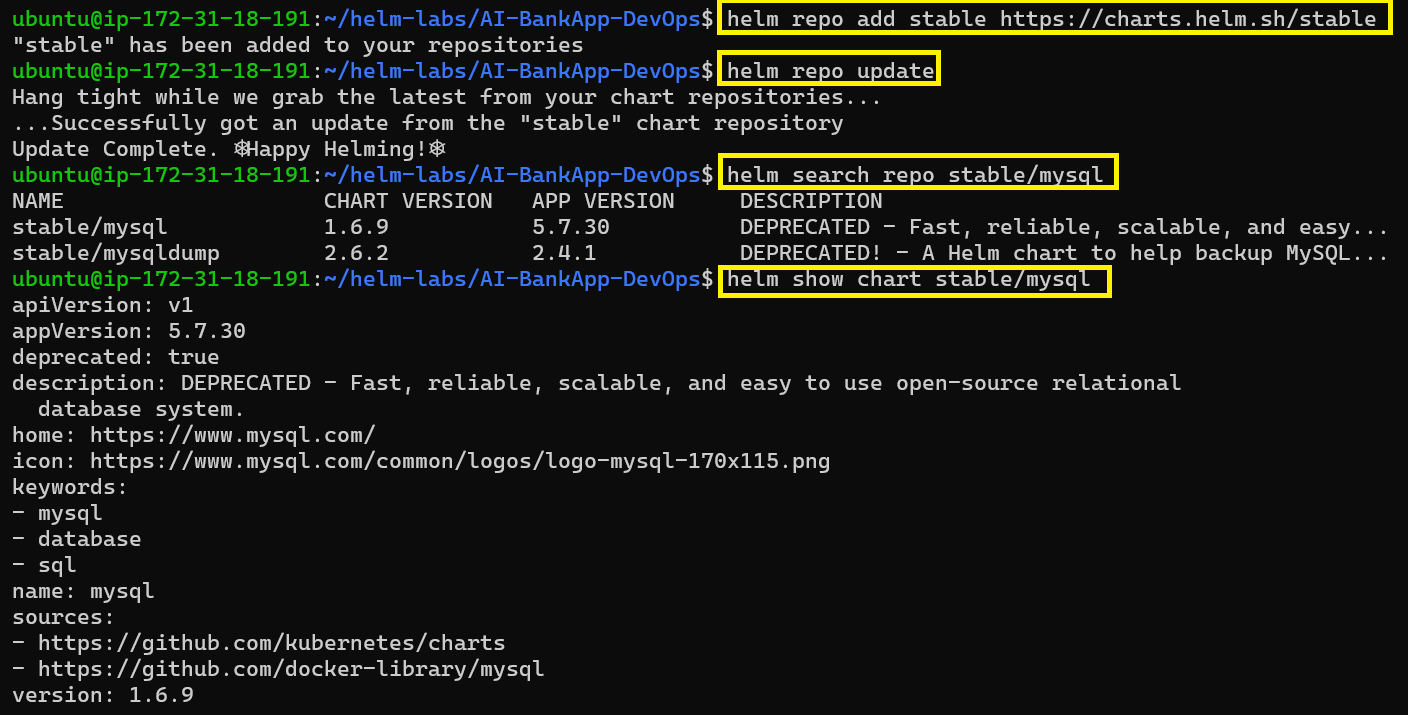 ubuntu@ip-172-31-18-191:~/helm-labs/AI-BankApp-DevOps$ helm repo add stable https://charts.helm.sh/stable
"stable" has been added to your repositories
ubuntu@ip-172-31-18-191:~/helm-labs/AI-BankApp-DevOps$ helm repo update
Hang tight while we grab the latest from your chart repositories...
...Successfully got an update from the "stable" chart repository
Update Complete. ⎈Happy Helming!⎈
ubuntu@ip-172-31-18-191:~/helm-labs/AI-BankApp-DevOps$ helm search repo stable/mysql
NAME                    CHART VERSION   APP VERSION     DESCRIPTION
stable/mysql            1.6.9           5.7.30          DEPRECATED - Fast, reliable, scalable, and easy...
stable/mysqldump        2.6.2           2.4.1           DEPRECATED! - A Helm chart to help backup MySQL...
ubuntu@ip-172-31-18-191:~/helm-labs/AI-BankApp-DevOps$ helm show chart stable/mysql
apiVersion: v1
appVersion: 5.7.30
deprecated: true
description: DEPRECATED - Fast, reliable, scalable, and easy to use open-source relational
  database system.
home: https://www.mysql.com/
icon: https://www.mysql.com/common/logos/logo-mysql-170x115.png
keywords:
- mysql
- database
- sql
name: mysql
sources:
- https://github.com/kubernetes/charts
- https://github.com/docker-library/mysql
version: 1.6.9